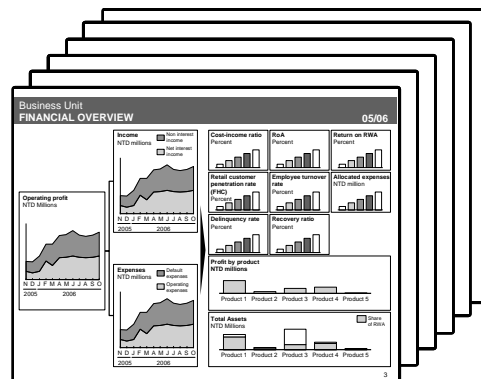 Business Unit
FINANCIAL OVERVIEW 05/06
Operating profit
NTD Millions
N D J F M A M J J A S O
2005 2006
Income
NTD millions
Non interest
income
Net interest
income
N D J F M A M J J A S O
2005 2006
Expenses
NTD millions
Default
expenses
Operating
expenses
N D J F M A M J J A S O
2005 2006
Cost-income ratio
Percent
RoA
Percent
Return on RWA
Percent
Retail customer
penetration rate
(FHC)
Percent
Employee turnover
rate
Percent
Allocated expenses
NTD million
Delinquency rate
Percent
Recovery ratio
Percent
Profit by product
NTD millions
Product 1 Product 2 Product 3 Product 4 Product 5
Total Assets
NTD Millions
Share
of RWA
Product 1 Product 2 Product 3 Product 4 Product 5
3